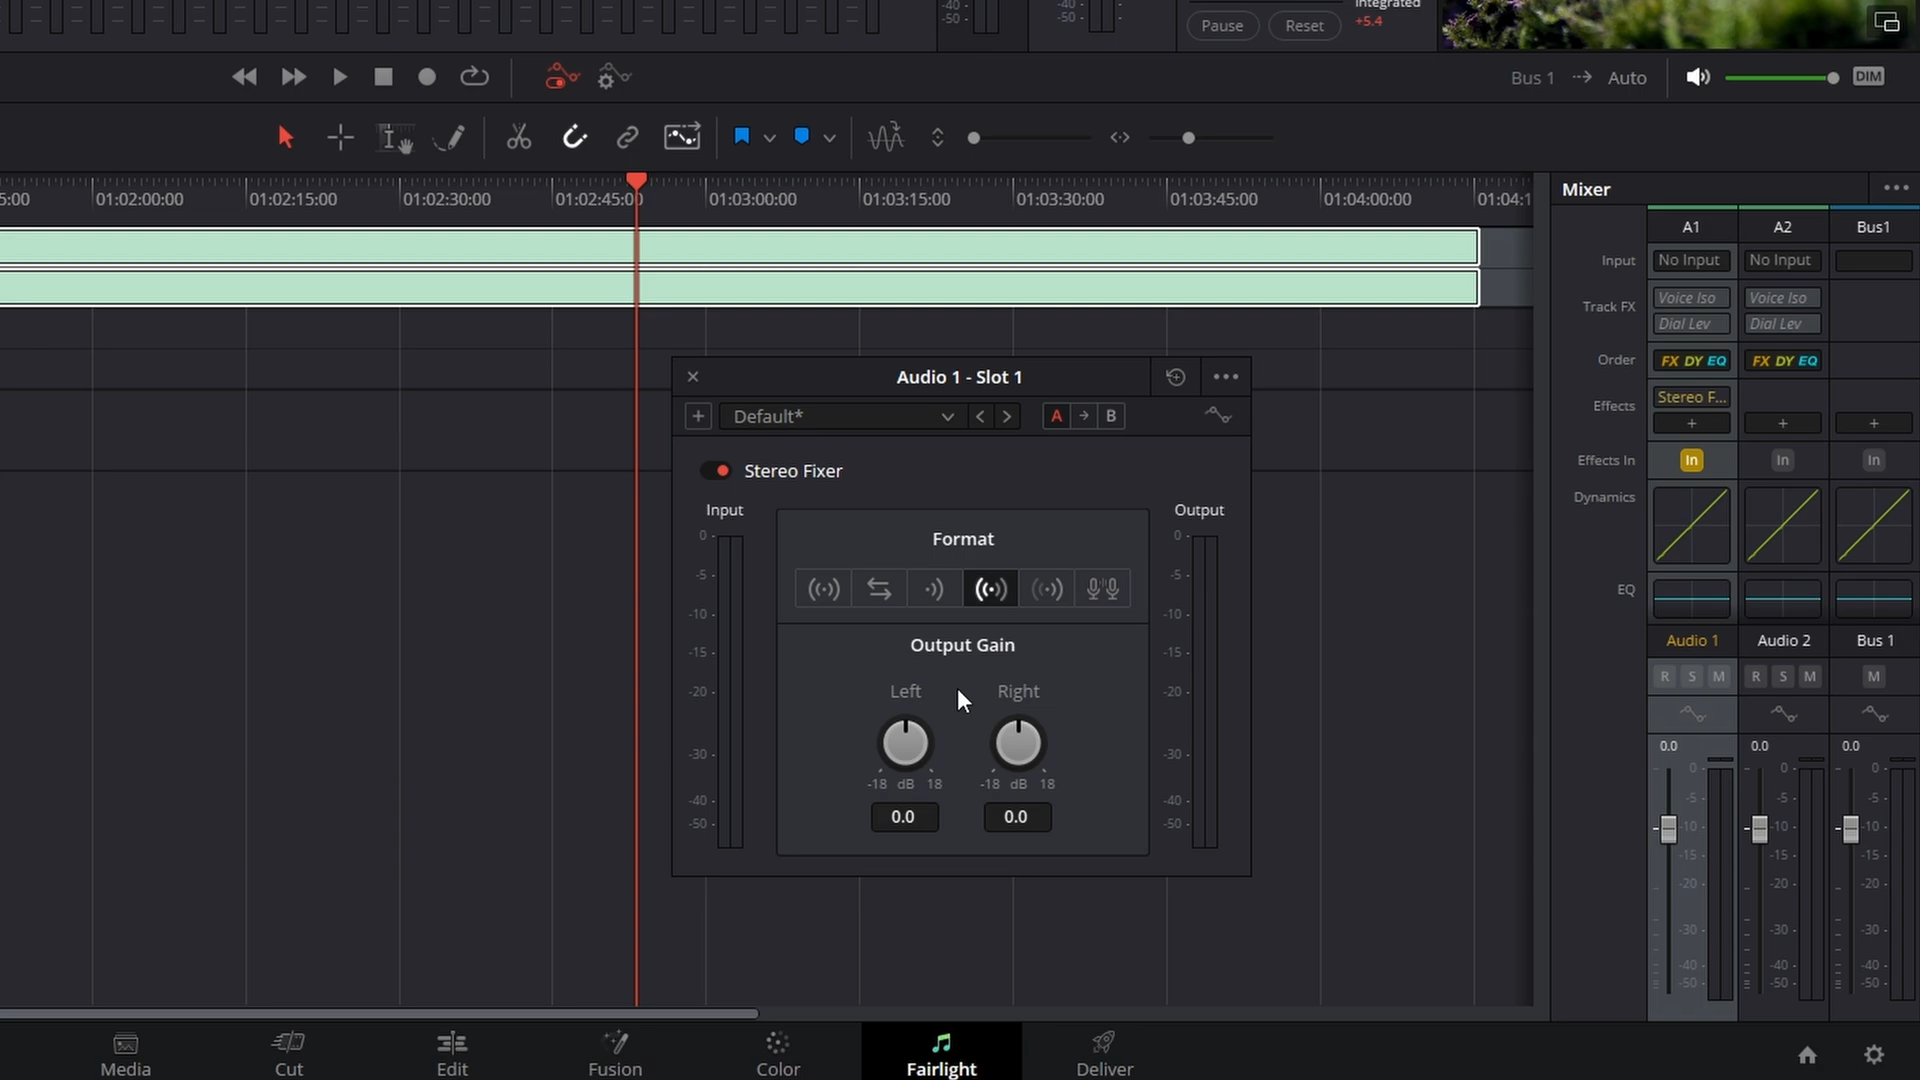 -40 -
-50 -
-40 -
-50 -
Pause
Reset
Integrated
+5.4
Bus 1
Auto
DIM
5:00
01:02:00:00
01:02:15:00
01:02:30:00
01:02:45:00
01:03:00:00
01:03:15:00
01:03:30:00
01:03:45:00
01:04:00:00
01:04:1
Mixer
A1
A2
Bus1
Input
No Input
No Input
Track FX
Voice Iso
Voice Iso
Dial Lev
Dial Lev
Order
FX DY EQ
FX DY EQ
Effects
Stereo F...
+
+
+
Effects In
In
In
In
Dynamics
EQ
Audio 1
Audio 2
Bus 1
R S M
R S M
M
0.0
0.0
0.0
0 -
-5 -
-10 -
-15 -
-20 -
-30 -
-40 -
-50 -
0 -
-5 -
-10 -
-15 -
-20 -
-30 -
-40 -
-50 -
0 -
-5 -
-10 -
-15 -
-20 -
-30 -
-40 -
-50 -
Audio 1 - Slot 1
Default*
A
B
Stereo Fixer
Input
0 -
-5 -
-10 -
-15 -
-20 -
-30 -
-40 -
-50 -
Format
Output Gain
Left
Right
-18 dB 18
-18 dB 18
0.0
0.0
Output
0 -
-5 -
-10 -
-15 -
-20 -
-30 -
-40 -
-50 -
Media
Cut
Edit
Fusion
Color
Fairlight
Deliver